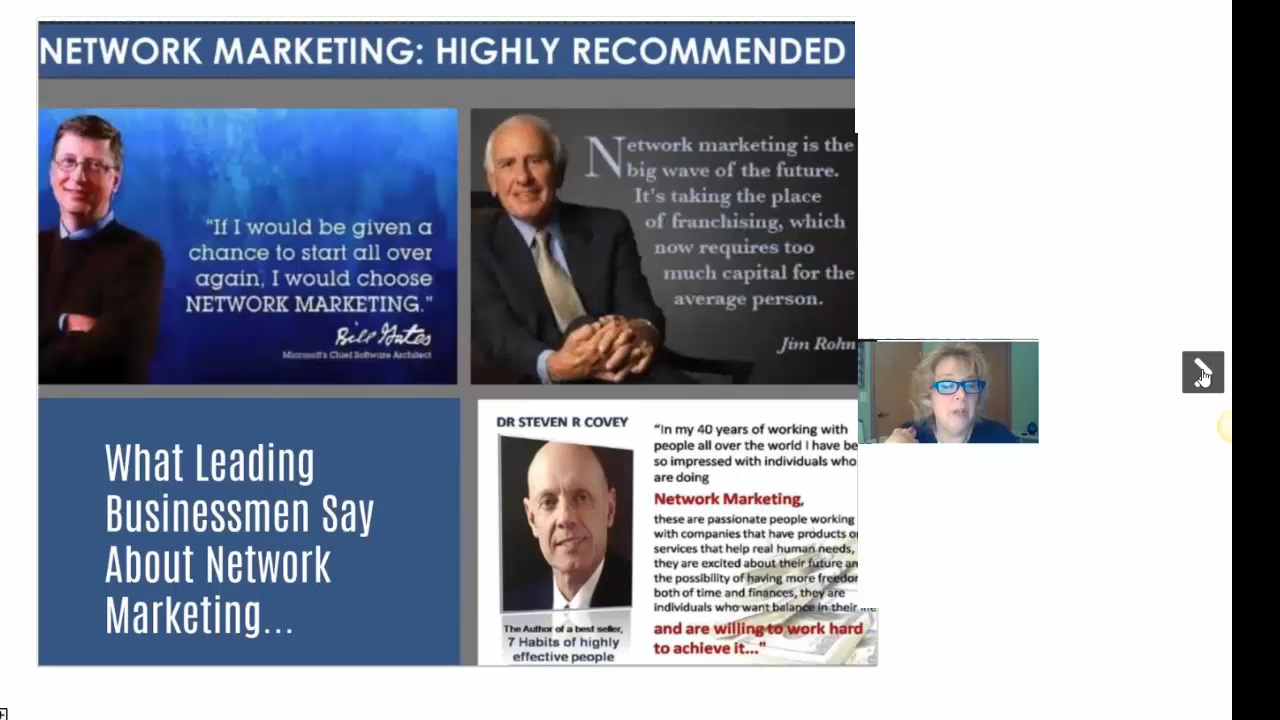 NETWORK MARKETING: HIGHLY RECOMMENDED
"If I would be given a
chance to start all over
again, I would choose
NETWORK MARKETING."
Bill Gates
Microsoft's Chief Software Architect
Network marketing is the
big wave of the future.
It's taking the place
of franchising, which
now requires too
much capital for the
average person.
Jim Rohn
What Leading
Businessmen Say
About Network
Marketing...
DR STEVEN R COVEY
The Author of a best seller,
7 Habits of highly
effective people
"In my 40 years of working with
people all over the world I have be
so impressed with individuals who
are doing
Network Marketing,
these are passionate people working
with companies that have products o
services that help real human needs,
they are excited about their future an
the possibility of having more freedo
both of time and finances, they are
individuals who want balance in their
and are willing to work hard
to achieve it..."